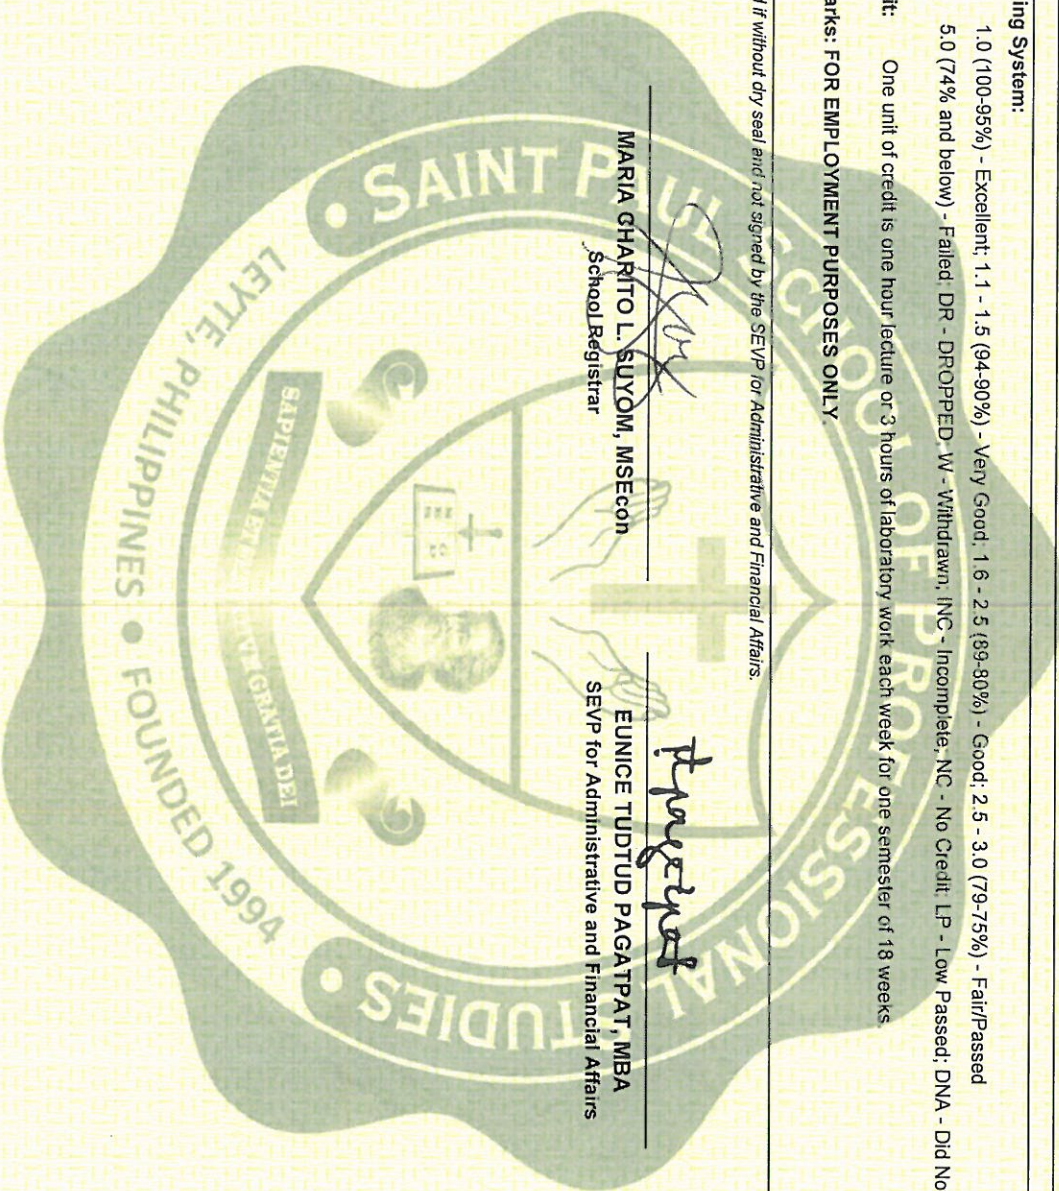 ing System:
1.0 (100-95%) - Excellent; 1.1 - 1.5 (94-90%) - Very Good; 1.6 - 2.5 (89-80%) - Good; 2.5 - 3.0 (79-75%) - Fair/Passed
5.0 (74% and below) - Failed; DR - DROPPED, W - Withdrawn, INC - Incomplete, NC - No Credit; LP - Low Passed; DNA - Did No
it: One unit of credit is one hour lecture or 3 hours of laboratory work each week for one semester of 18 weeks.
arks: FOR EMPLOYMENT PURPOSES ONLY.
d if without dry seal and not signed by the SEVP for Administrative and Financial Affairs.
MARIA CHARITO L. SUYOM, MSEcon
School Registrar
EUNICE TUDTUD PAGATPAT, MBA
SEVP for Administrative and Financial Affairs
SAINT PAUL SCHOOL OF PROFESSIONAL STUDIES
SAPIENTIA ET
GRATIA DEI
LEYTE, PHILIPPINES • FOUNDED 1994